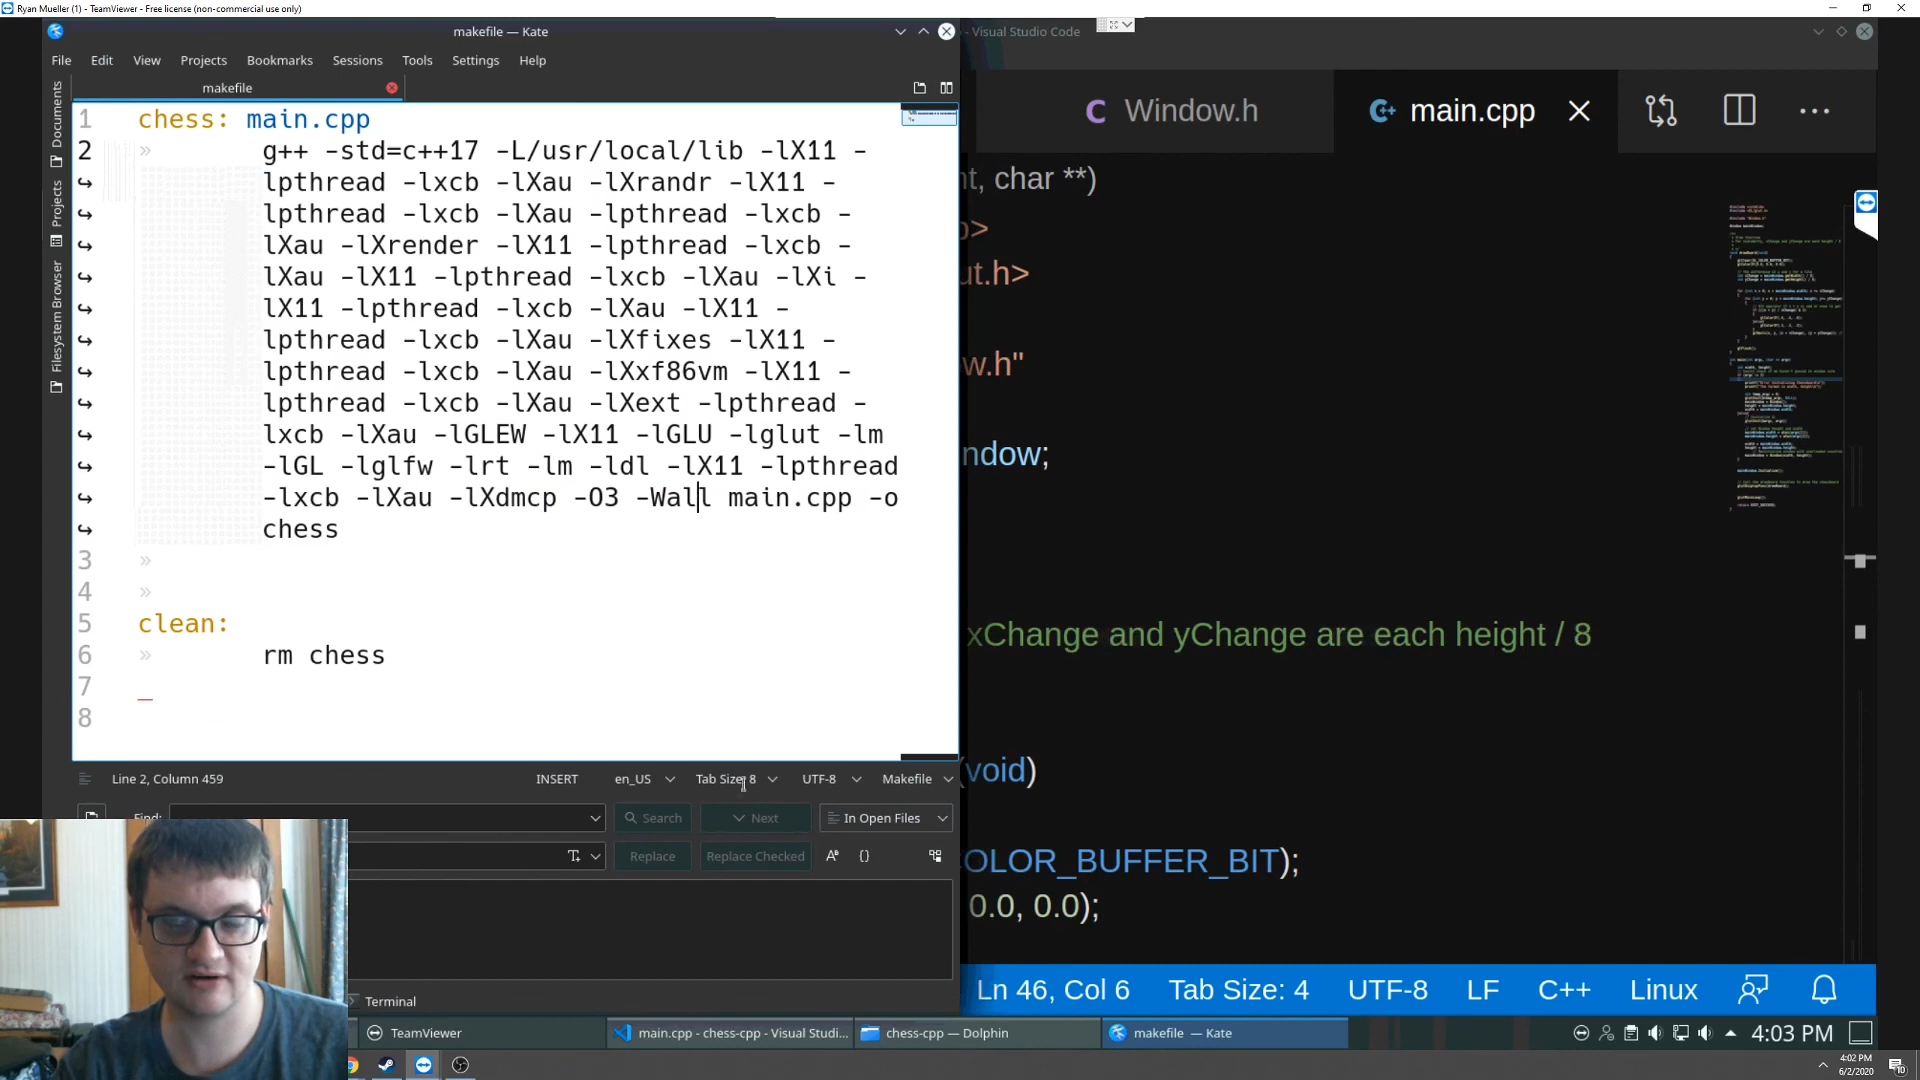 Ryan Mueller (1) - TeamViewer - Free license (non-commercial use only)
makefile — Kate
- Visual Studio Code
File Edit View Projects Bookmarks Sessions Tools Settings Help
makefile
Window.h
main.cpp
Documents
Projects
Filesystem Browser
1 chess: main.cpp
2 g++ -std=c++17 -L/usr/local/lib -lX11 -
lpthread -lxcb -lXau -lXrandr -lX11 -
lpthread -lxcb -lXau -lpthread -lxcb -
lXau -lXrender -lX11 -lpthread -lxcb -
lXau -lX11 -lpthread -lxcb -lXau -lXi -
lX11 -lpthread -lxcb -lXau -lX11 -
lpthread -lxcb -lXau -lXfixes -lX11 -
lpthread -lxcb -lXau -lXxf86vm -lX11 -
lpthread -lxcb -lXau -lXext -lpthread -
lxcb -lXau -lGLEW -lX11 -lGLU -lglut -lm
-lGL -lglfw -lrt -lm -ldl -lX11 -lpthread
-lxcb -lXau -lXdmcp -O3 -Wall main.cpp -o
chess
3
4
5 clean:
6 rm chess
7
8
nt, char **)
>
ut.h>
w.h"
ndow;
xChange and yChange are each height / 8
(void)
COLOR_BUFFER_BIT);
0.0, 0.0);
Line 2, Column 459 INSERT en_US Tab Size: 8 UTF-8 Makefile
Find: Search Next In Open Files
Replace Replace Checked
Terminal
Ln 46, Col 6 Tab Size: 4 UTF-8 LF C++ Linux
TeamViewer
main.cpp - chess-cpp - Visual Studi...
chess-cpp — Dolphin
makefile — Kate
4:03 PM
4:02 PM
6/2/2020